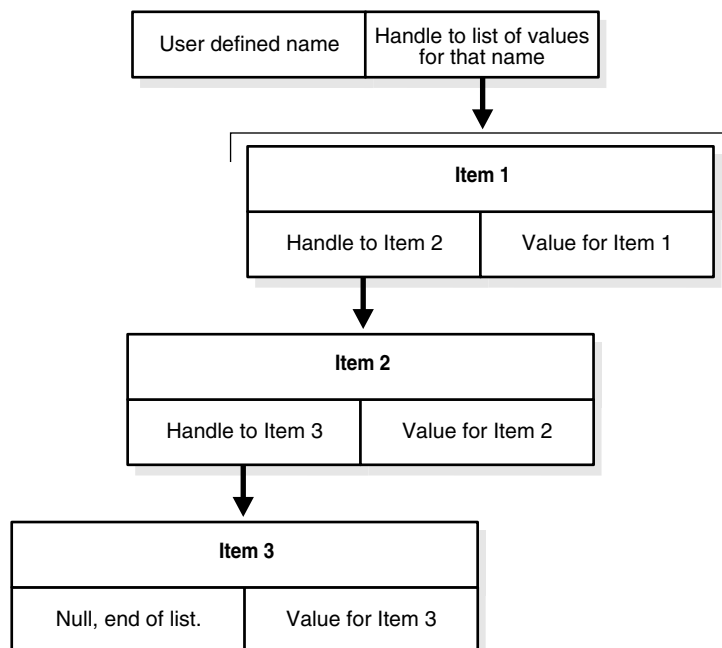 User defined name
Handle to list of values
for that name
Item 1
Handle to Item 2
Value for Item 1
Item 2
Handle to Item 3
Value for Item 2
Item 3
Null, end of list.
Value for Item 3